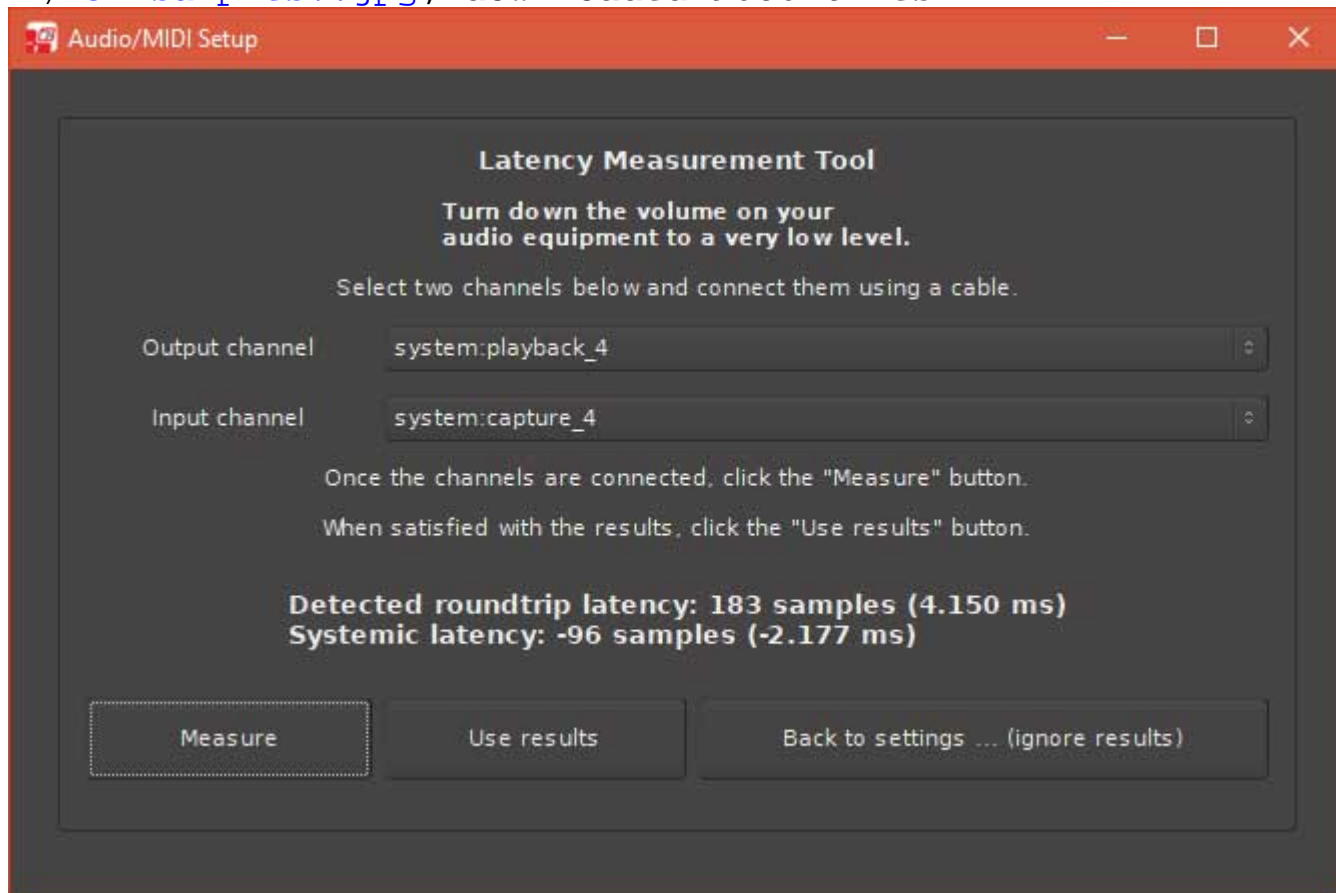 Audio/MIDI Setup
Latency Measurement Tool
Turn down the volume on your
audio equipment to a very low level.
Select two channels below and connect them using a cable.
Output channel system:playback_4
Input channel system:capture_4
Once the channels are connected, click the "Measure" button.
When satisfied with the results, click the "Use results" button.
Detected roundtrip latency: 183 samples (4.150 ms)
Systemic latency: -96 samples (-2.177 ms)
Measure Use results Back to settings ... (ignore results)